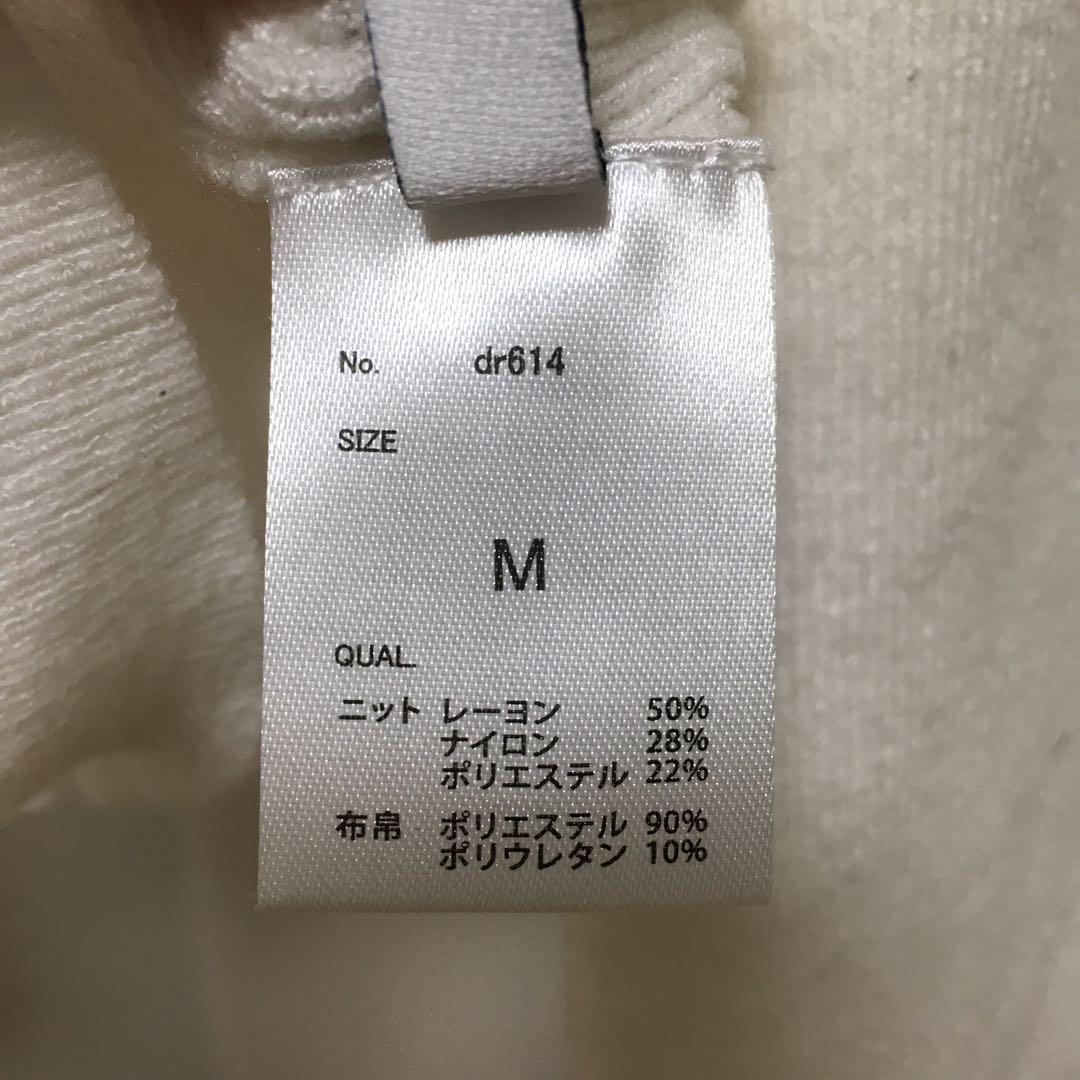 No. dr614
SIZE
M
QUAL.
ニット レーヨン 50%
ナイロン 28%
ポリエステル 22%
布帛 ポリエステル 90%
ポリウレタン 10%